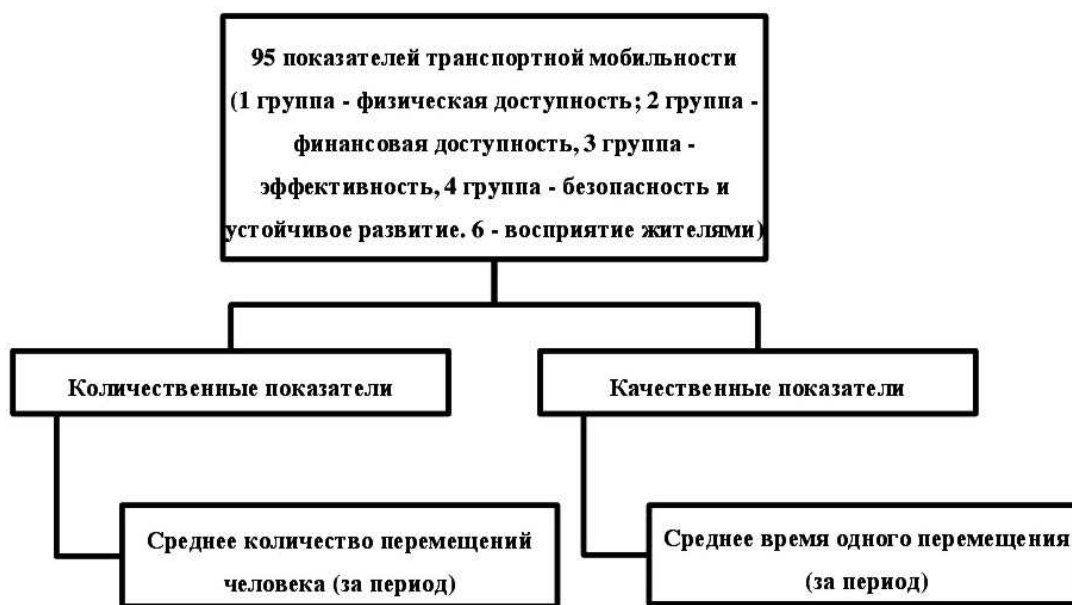 95 показателей транспортной мобильности
(1 группа - физическая доступность; 2 группа -
финансовая доступность, 3 группа -
эффективность, 4 группа - безопасность и
устойчивое развитие. 6 - восприятие жителями)
Количественные показатели
Качественные показатели
Среднее количество перемещений
человека (за период)
Среднее время одного перемещения
(за период)